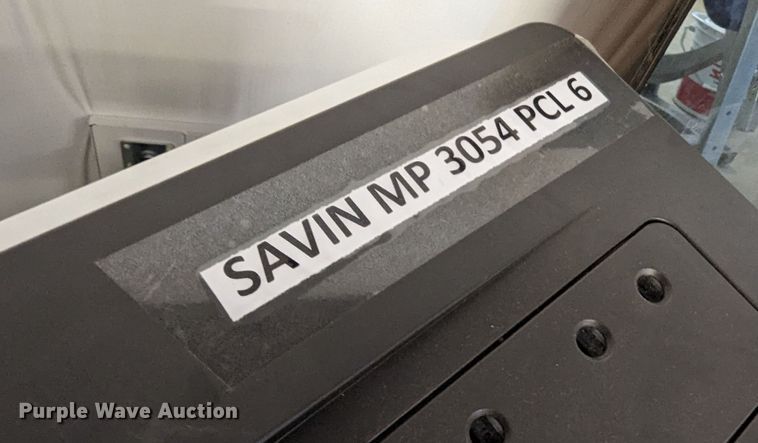 SAVIN MP 3054 PCL 6
Purple Wave Auction